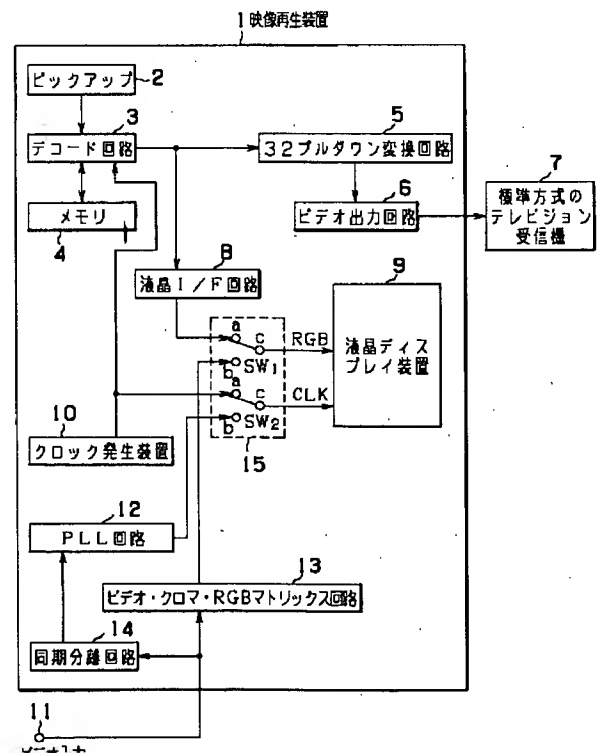 1 映像再生装置
ピックアップ
2
3
デコード回路
メモリ
4
5
32プルダウン変換回路
6
ビデオ出力回路
7
標準方式の
テレビジョン
受信機
8
液晶I/F回路
9
液晶ディス
プレイ装置
a
c
RGB
b
SW1
a
c
CLK
b
SW2
15
10
クロック発生装置
12
PLL回路
13
ビデオ・クロマ・RGBマトリックス回路
14
同期分離回路
11
ビデオ入力